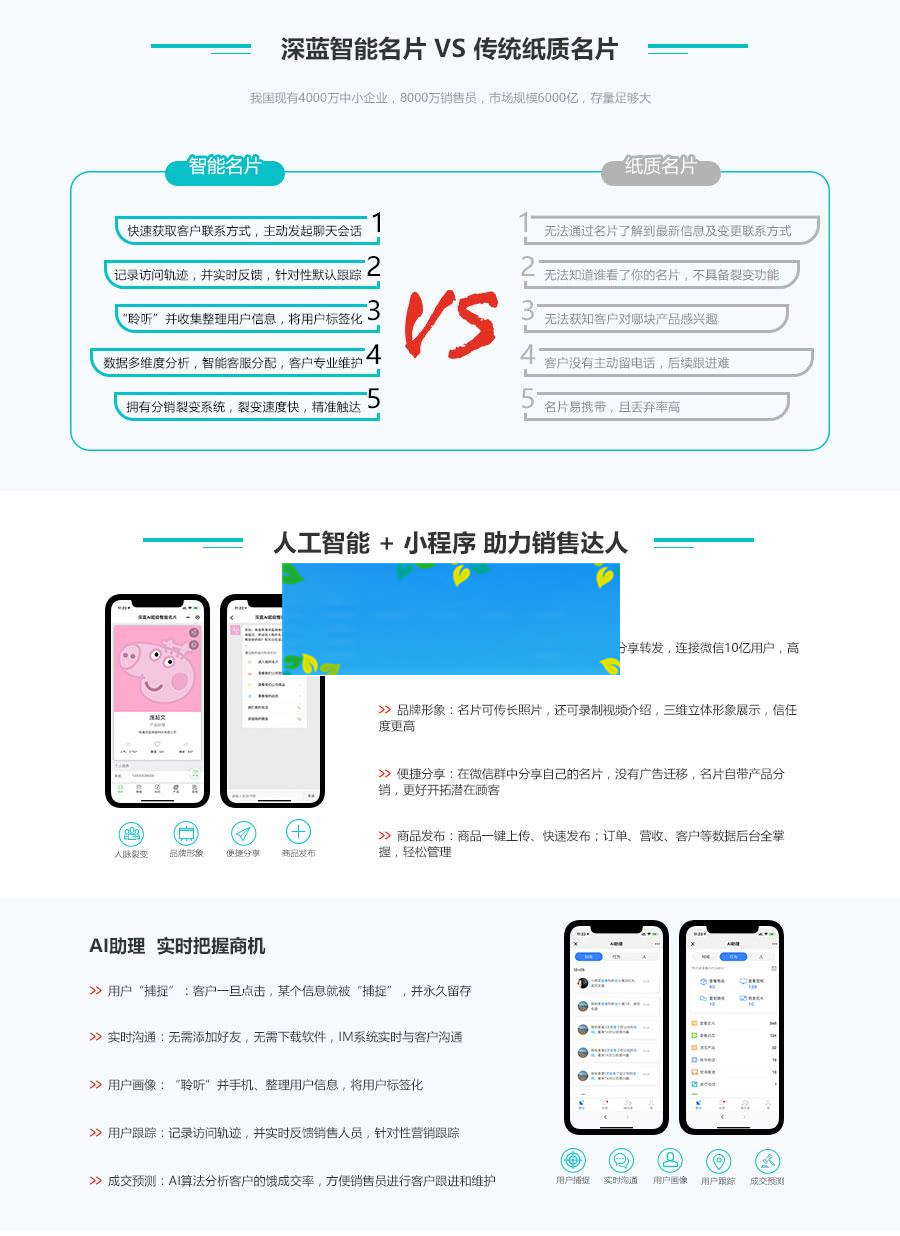 深蓝智能名片 VS 传统纸质名片
我国现有4000万中小企业，8000万销售员，市场规模6000亿，存量足够大
智能名片
快速获取客户联系方式，主动发起聊天会话 1
记录访问轨迹，并实时反馈，针对性默认跟踪 2
“聆听”并收集整理用户信息，将用户标签化 3
数据多维度分析，智能客服分配，客户专业维护 4
拥有分销裂变系统，裂变速度快，精准触达 5
VS
纸质名片
1 无法通过名片了解到最新信息及变更联系方式
2 无法知道谁看了你的名片，不具备裂变功能
3 无法获知客户对哪块产品感兴趣
4 客户没有主动留电话，后续跟进难
5 名片易携带，且丢弃率高
人工智能 + 小程序 助力销售达人
深蓝AI超级智能名片
庞超文
产品经理
人脉裂变
品牌形象
便捷分享
商品发布
分享转发，连接微信10亿用户，高
>> 品牌形象：名片可传长照片，还可录制视频介绍，三维立体形象展示，信任
度更高
>> 便捷分享：在微信群中分享自己的名片，没有广告迁移，名片自带产品分
销，更好开拓潜在顾客
>> 商品发布：商品一键上传、快速发布；订单、营收、客户等数据后台全掌
握，轻松管理
AI助理 实时把握商机
>> 用户“捕捉”：客户一旦点击，某个信息就被“捕捉”，并永久留存
>> 实时沟通：无需添加好友，无需下载软件，IM系统实时与客户沟通
>> 用户画像：“聆听”并手机、整理用户信息，将用户标签化
>> 用户跟踪：记录访问轨迹，并实时反馈销售人员，针对性营销跟踪
>> 成交预测：AI算法分析客户的饿成交率，方便销售员进行客户跟进和维护
AI助理
时间
行为
人
AI助理
时间
行为
人
用户捕捉
实时沟通
用户画像
用户跟踪
成交预测